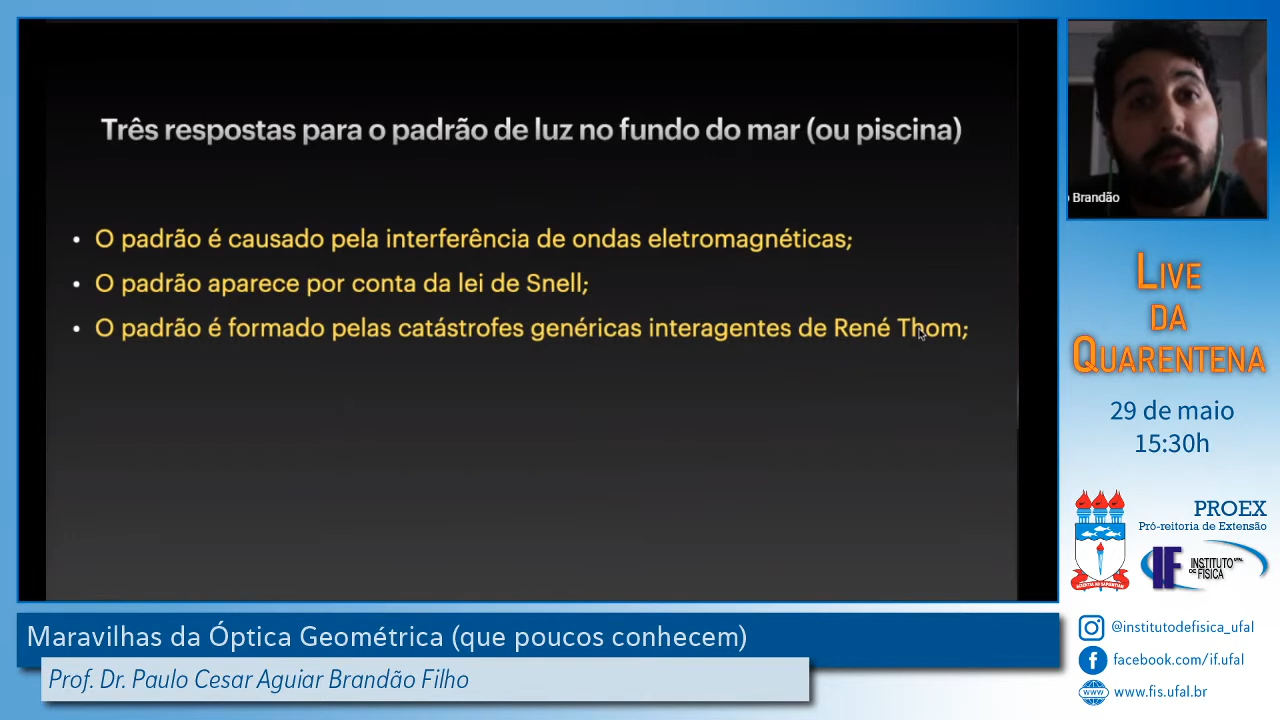 Três respostas para o padrão de luz no fundo do mar (ou piscina)
• O padrão é causado pela interferência de ondas eletromagnéticas;
• O padrão aparece por conta da lei de Snell;
• O padrão é formado pelas catástrofes genéricas interagentes de René Thom;
Brandão
LIVE
DA
QUARENTENA
29 de maio
15:30h
PROEX
Pró-reitoria de Extensão
IF
INSTITUTO UFAL
DE FÍSICA
@institutodefisica_ufal
facebook.com/if.ufal
www.fis.ufal.br
Maravilhas da Óptica Geométrica (que poucos conhecem)
Prof. Dr. Paulo Cesar Aguiar Brandão Filho